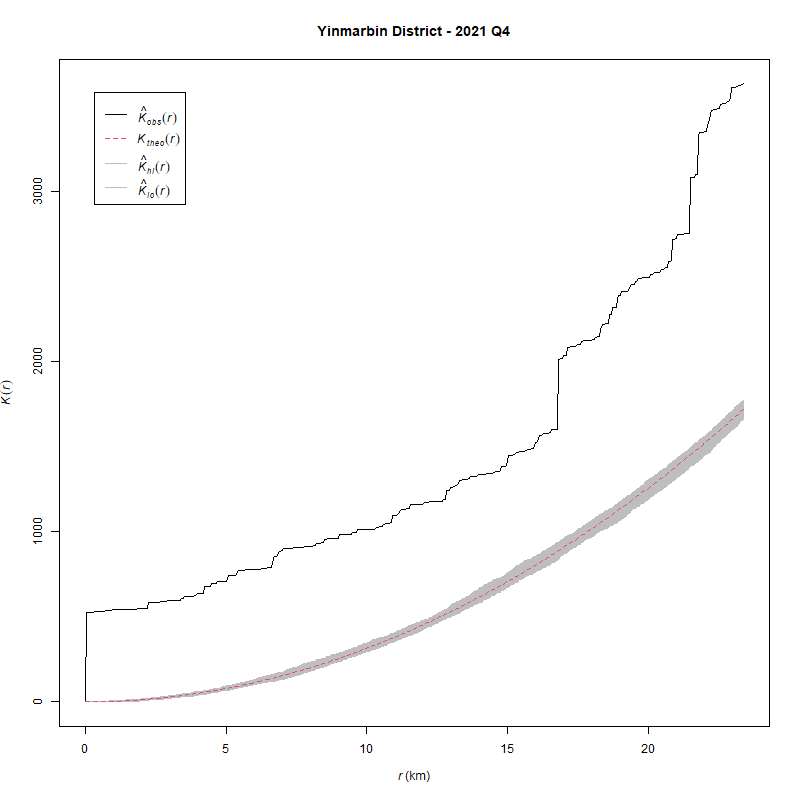 Yinmarbin District - 2021 Q4
K̂obs(r)
Ktheo(r)
K̂hi(r)
K̂lo(r)
K(r)
3000
2000
1000
0
0 5 10 15 20
r (km)